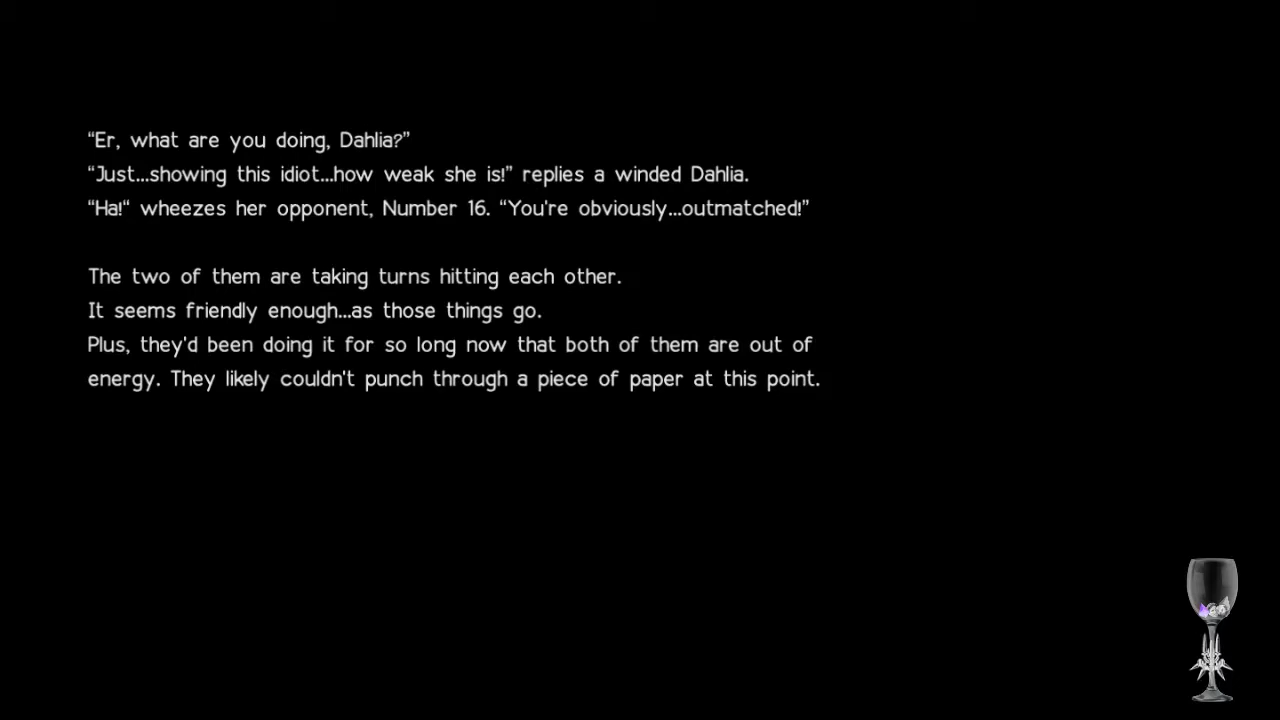 “Er, what are you doing, Dahlia?”
“Just...showing this idiot...how weak she is!” replies a winded Dahlia.
“Ha!“ wheezes her opponent, Number 16. “You're obviously...outmatched!”
The two of them are taking turns hitting each other.
It seems friendly enough...as those things go.
Plus, they'd been doing it for so long now that both of them are out of
energy. They likely couldn't punch through a piece of paper at this point.